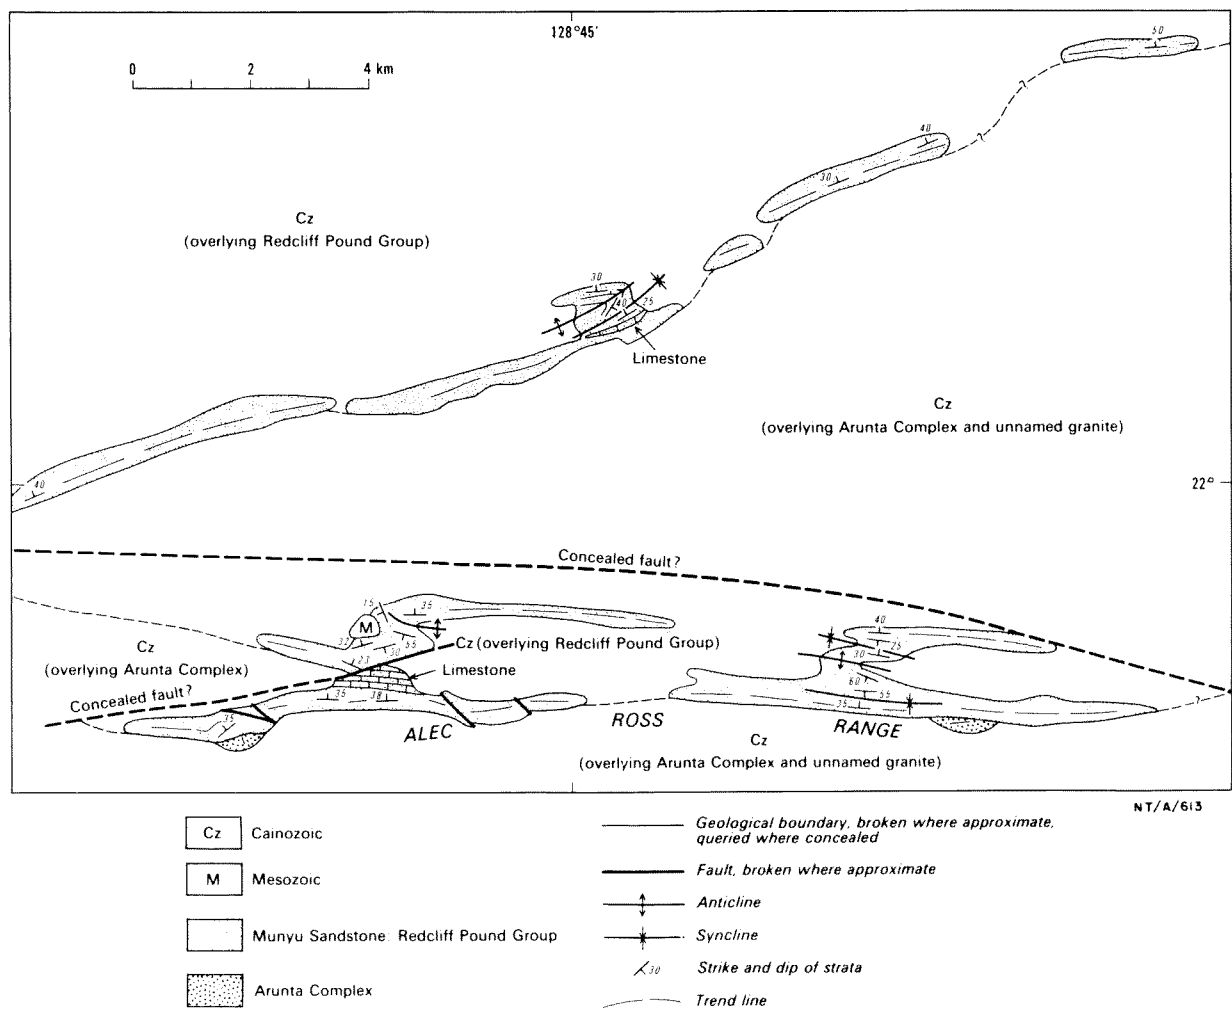 128°45'
0 2 4 km
50
40
30
Cz
(overlying Redcliff Pound Group)
30
40
25
Limestone
Cz
(overlying Arunta Complex and unnamed granite)
40
22°
Concealed fault?
15
35
M
32
55
30
23
Cz (overlying Redcliff Pound Group)
Limestone
Cz
(overlying Arunta Complex)
Concealed fault?
40
25
30
60
55
35
35
38
35
ALEC ROSS RANGE
Cz
(overlying Arunta Complex and unnamed granite)
NT/A/613
Cz Cainozoic
M Mesozoic
Munyu Sandstone: Redcliff Pound Group
Arunta Complex
Geological boundary, broken where approximate,
queried where concealed
Fault, broken where approximate
Anticline
Syncline
30 Strike and dip of strata
Trend line